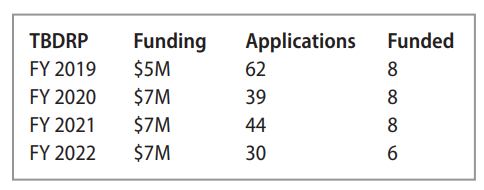 TBDRP Funding Applications Funded
FY 2019 $5M 62 8
FY 2020 $7M 39 8
FY 2021 $7M 44 8
FY 2022 $7M 30 6